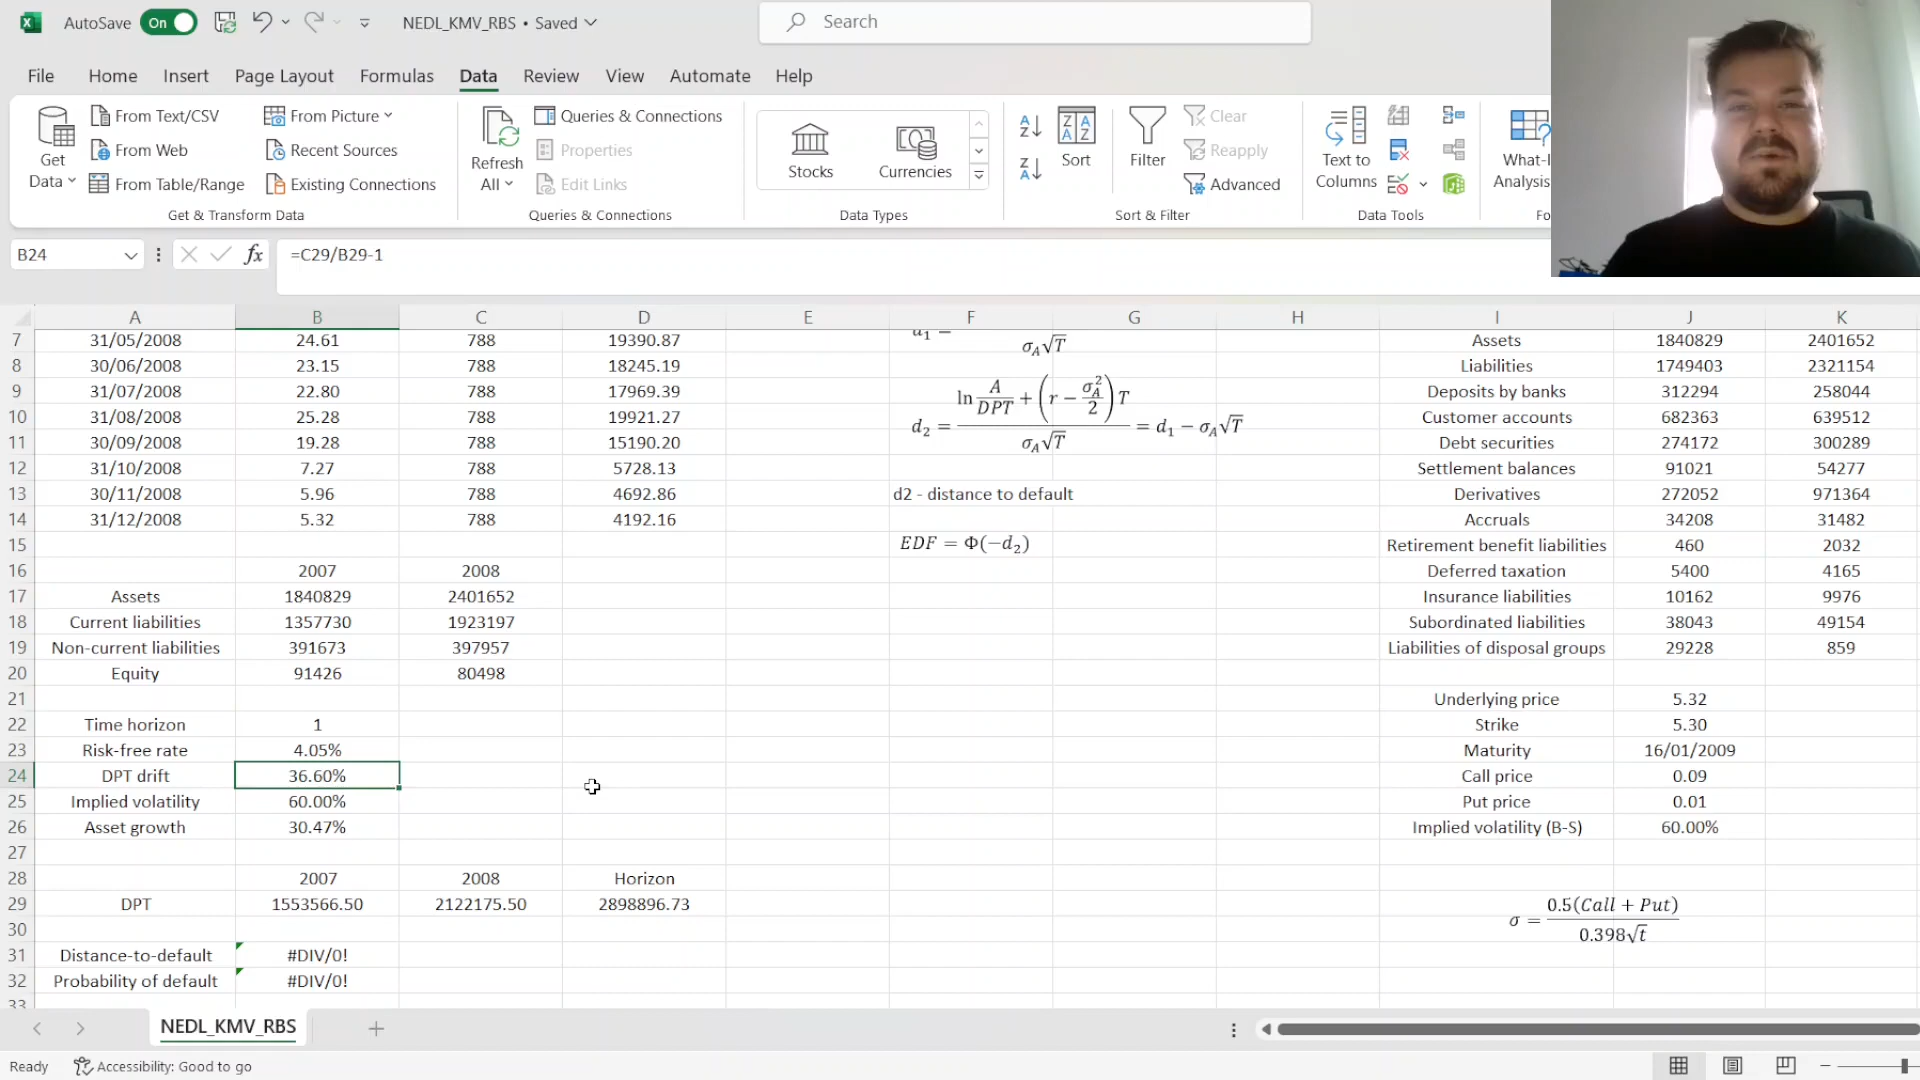 AutoSave On NEDL_KMV_RBS • Saved Search
File Home Insert Page Layout Formulas Data Review View Automate Help
Get Data
From Text/CSV
From Web
From Table/Range
From Picture
Recent Sources
Existing Connections
Get & Transform Data
Refresh All
Queries & Connections
Properties
Edit Links
Queries & Connections
Stocks
Currencies
Data Types
Sort
Filter
Clear
Reapply
Advanced
Sort & Filter
Text to Columns
Data Tools
What-I
Analysis
Fo
B24 fx =C29/B29-1
A B C D E F G H I J K
7 31/05/2008 24.61 788 19390.87 Assets 1840829 2401652
8 30/06/2008 23.15 788 18245.19 Liabilities 1749403 2321154
9 31/07/2008 22.80 788 17969.39 Deposits by banks 312294 258044
10 31/08/2008 25.28 788 19921.27 Customer accounts 682363 639512
11 30/09/2008 19.28 788 15190.20 Debt securities 274172 300289
12 31/10/2008 7.27 788 5728.13 Settlement balances 91021 54277
13 30/11/2008 5.96 788 4692.86 d2 - distance to default Derivatives 272052 971364
14 31/12/2008 5.32 788 4192.16 Accruals 34208 31482
15 Retirement benefit liabilities 460 2032
16 2007 2008 Deferred taxation 5400 4165
17 Assets 1840829 2401652 Insurance liabilities 10162 9976
18 Current liabilities 1357730 1923197 Subordinated liabilities 38043 49154
19 Non-current liabilities 391673 397957 Liabilities of disposal groups 29228 859
20 Equity 91426 80498
21 Underlying price 5.32
22 Time horizon 1 Strike 5.30
23 Risk-free rate 4.05% Maturity 16/01/2009
24 DPT drift 36.60% Call price 0.09
25 Implied volatility 60.00% Put price 0.01
26 Asset growth 30.47% Implied volatility (B-S) 60.00%
27
28 2007 2008 Horizon
29 DPT 1553566.50 2122175.50 2898896.73
30
31 Distance-to-default #DIV/0!
32 Probability of default #DIV/0!
33
σ_A√T
d₂ = (ln A/DPT + (r − σ_A²/2) T) / (σ_A√T) = d₁ − σ_A√T
EDF = Φ(−d₂)
σ = 0.5(Call + Put) / 0.398√t
NEDL_KMV_RBS
Ready Accessibility: Good to go